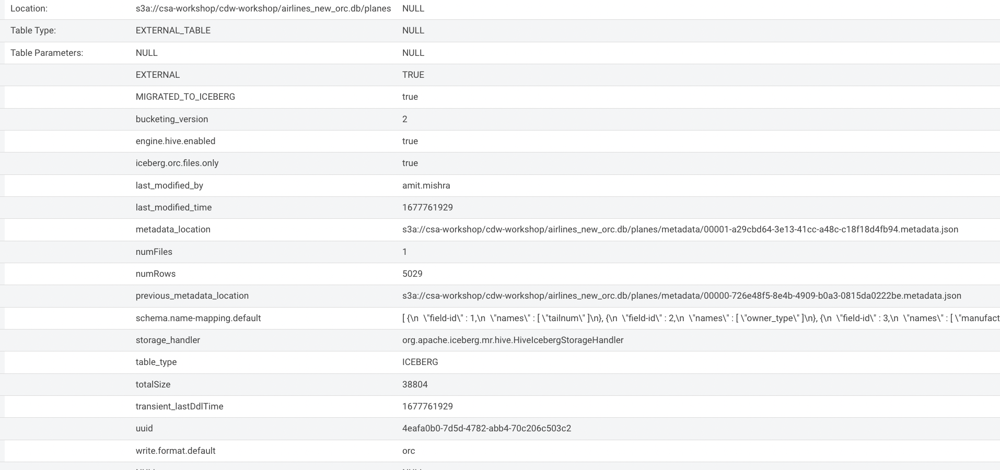 Location: s3a://csa-workshop/cdw-workshop/airlines_new_orc.db/planes NULL
Table Type: EXTERNAL_TABLE NULL
Table Parameters: NULL NULL
EXTERNAL TRUE
MIGRATED_TO_ICEBERG true
bucketing_version 2
engine.hive.enabled true
iceberg.orc.files.only true
last_modified_by amit.mishra
last_modified_time 1677761929
metadata_location s3a://csa-workshop/cdw-workshop/airlines_new_orc.db/planes/metadata/00001-a29cbd64-3e13-41cc-a48c-c18f18d4fb94.metadata.json
numFiles 1
numRows 5029
previous_metadata_location s3a://csa-workshop/cdw-workshop/airlines_new_orc.db/planes/metadata/00000-726e48f5-8e4b-4909-b0a3-0815da0222be.metadata.json
schema.name-mapping.default [ {\n \"field-id\" : 1,\n \"names\" : [ \"tailnum\" ]\n}, {\n \"field-id\" : 2,\n \"names\" : [ \"owner_type\" ]\n}, {\n \"field-id\" : 3,\n \"names\" : [ \"manufact
storage_handler org.apache.iceberg.mr.hive.HiveIcebergStorageHandler
table_type ICEBERG
totalSize 38804
transient_lastDdlTime 1677761929
uuid 4eafa0b0-7d5d-4782-abb4-70c206c503c2
write.format.default orc